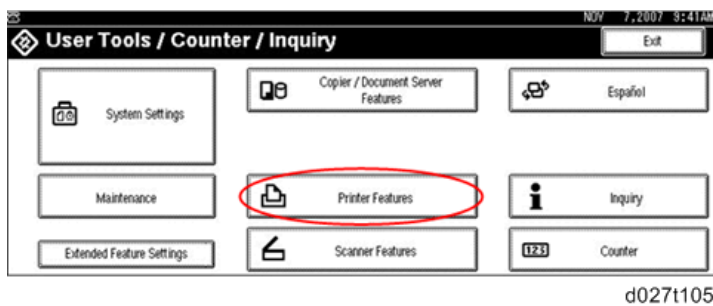 NOV 7,2007 9:41AM
User Tools / Counter / Inquiry
Exit
System Settings
Copier / Document Server
Features
Español
Maintenance
Printer Features
Inquiry
Extended Feature Settings
Scanner Features
123
Counter
d027t105